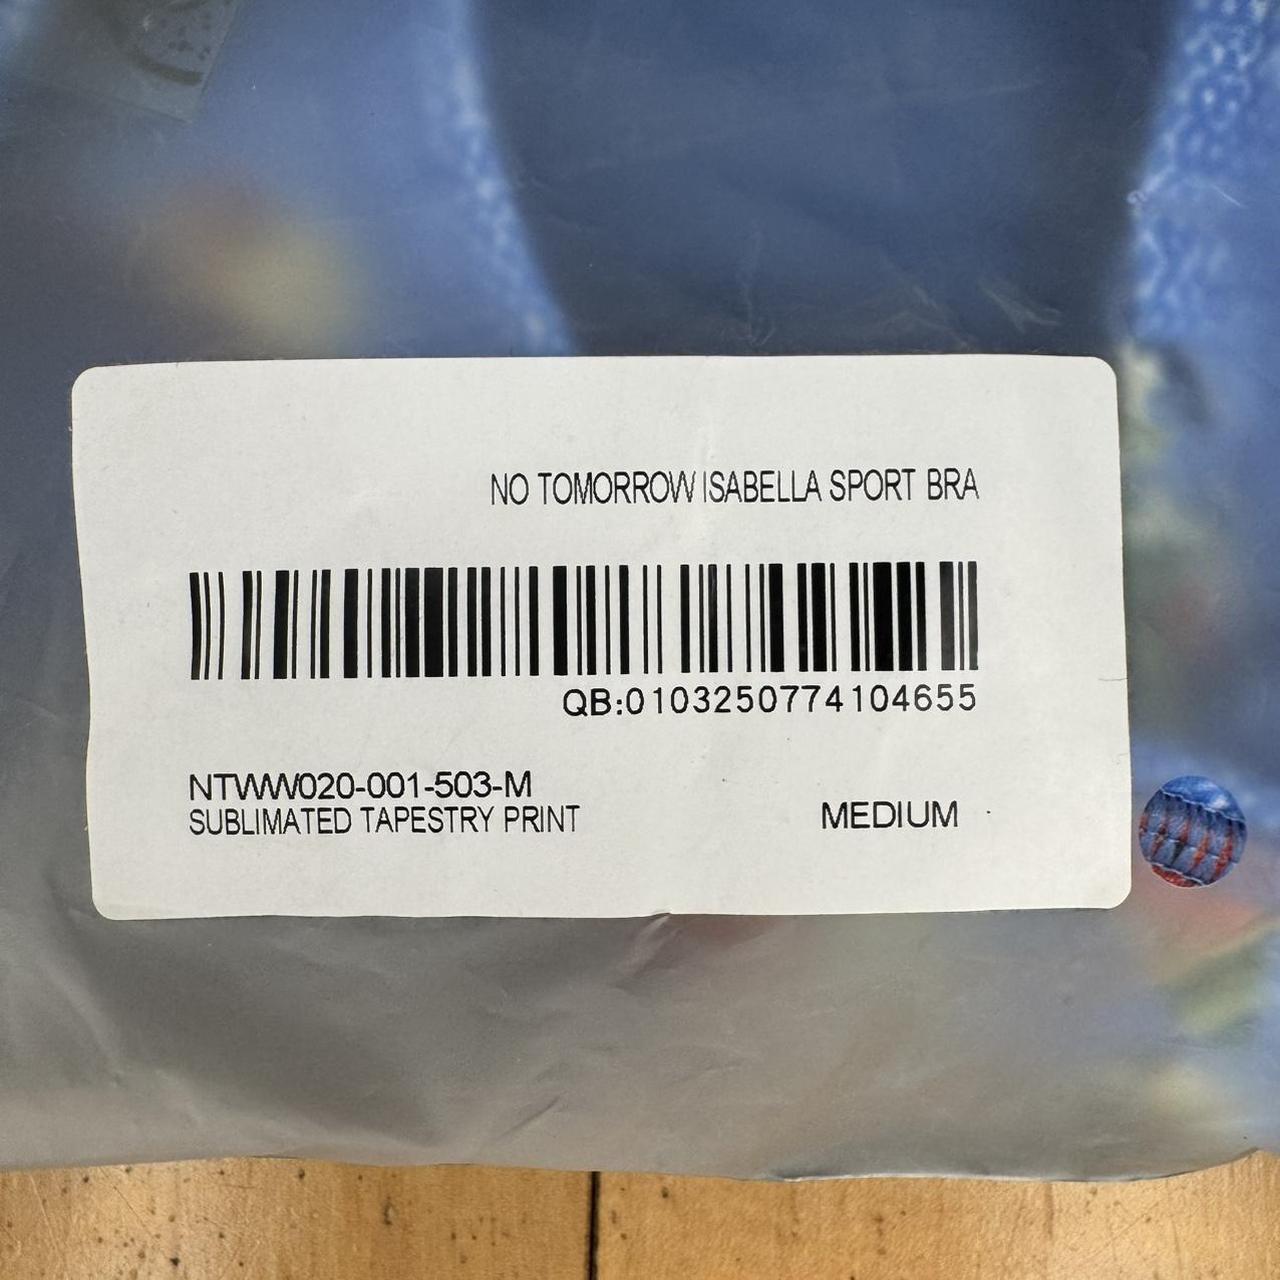 NO TOMORROW ISABELLA SPORT BRA
QB:0103250774104655
NTWW020-001-503-M
SUBLIMATED TAPESTRY PRINT
MEDIUM